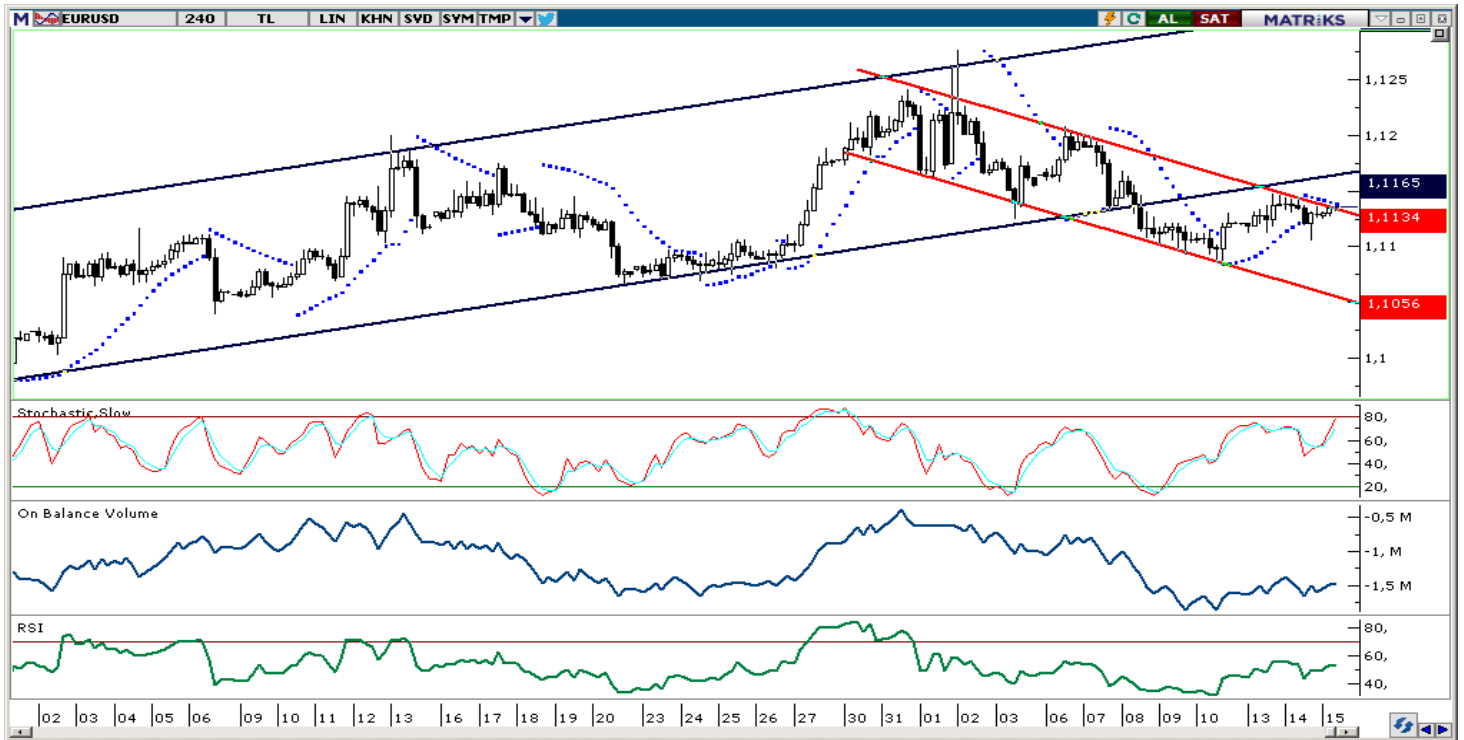 M EURUSD 240 TL LIN KHN SVD SYM TMP AL SAT MATRİKS
1,125
1,12
1,1165
1,1134
1,11
1,1056
1,1
Stochastic,Slow
80,
60,
40,
20,
On Balance Volume
-0,5 M
-1, M
-1,5 M
RSI
80,
60,
40,
02 03 04 05 06 09 10 11 12 13 16 17 18 19 20 23 24 25 26 27 30 31 01 02 03 06 07 08 09 10 13 14 15